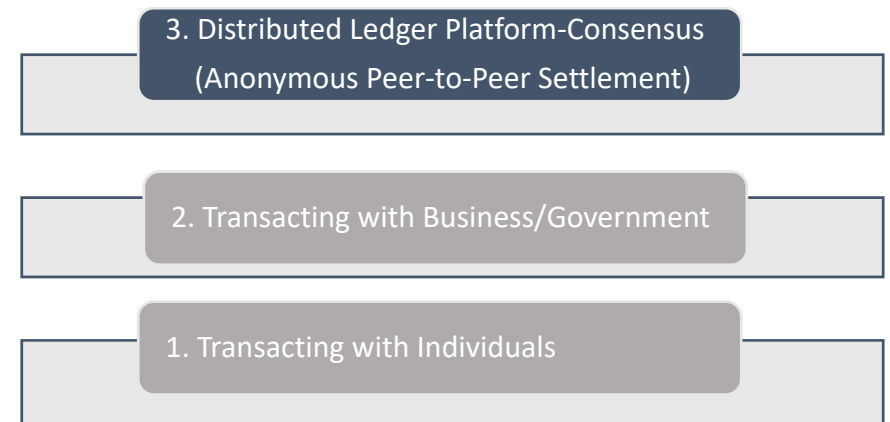 3. Distributed Ledger Platform-Consensus
(Anonymous Peer-to-Peer Settlement)
2. Transacting with Business/Government
1. Transacting with Individuals